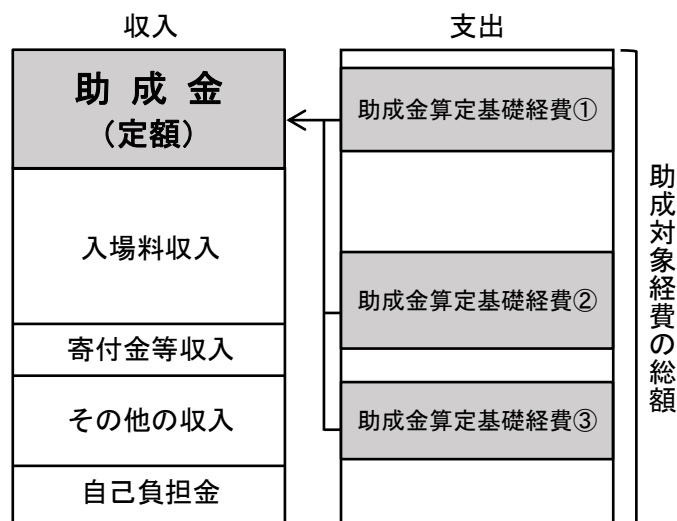 収入
助成金
（定額）
入場料収入
寄付金等収入
その他の収入
自己負担金
支出
助成金算定基礎経費①
助成金算定基礎経費②
助成金算定基礎経費③
助成対象経費の総額